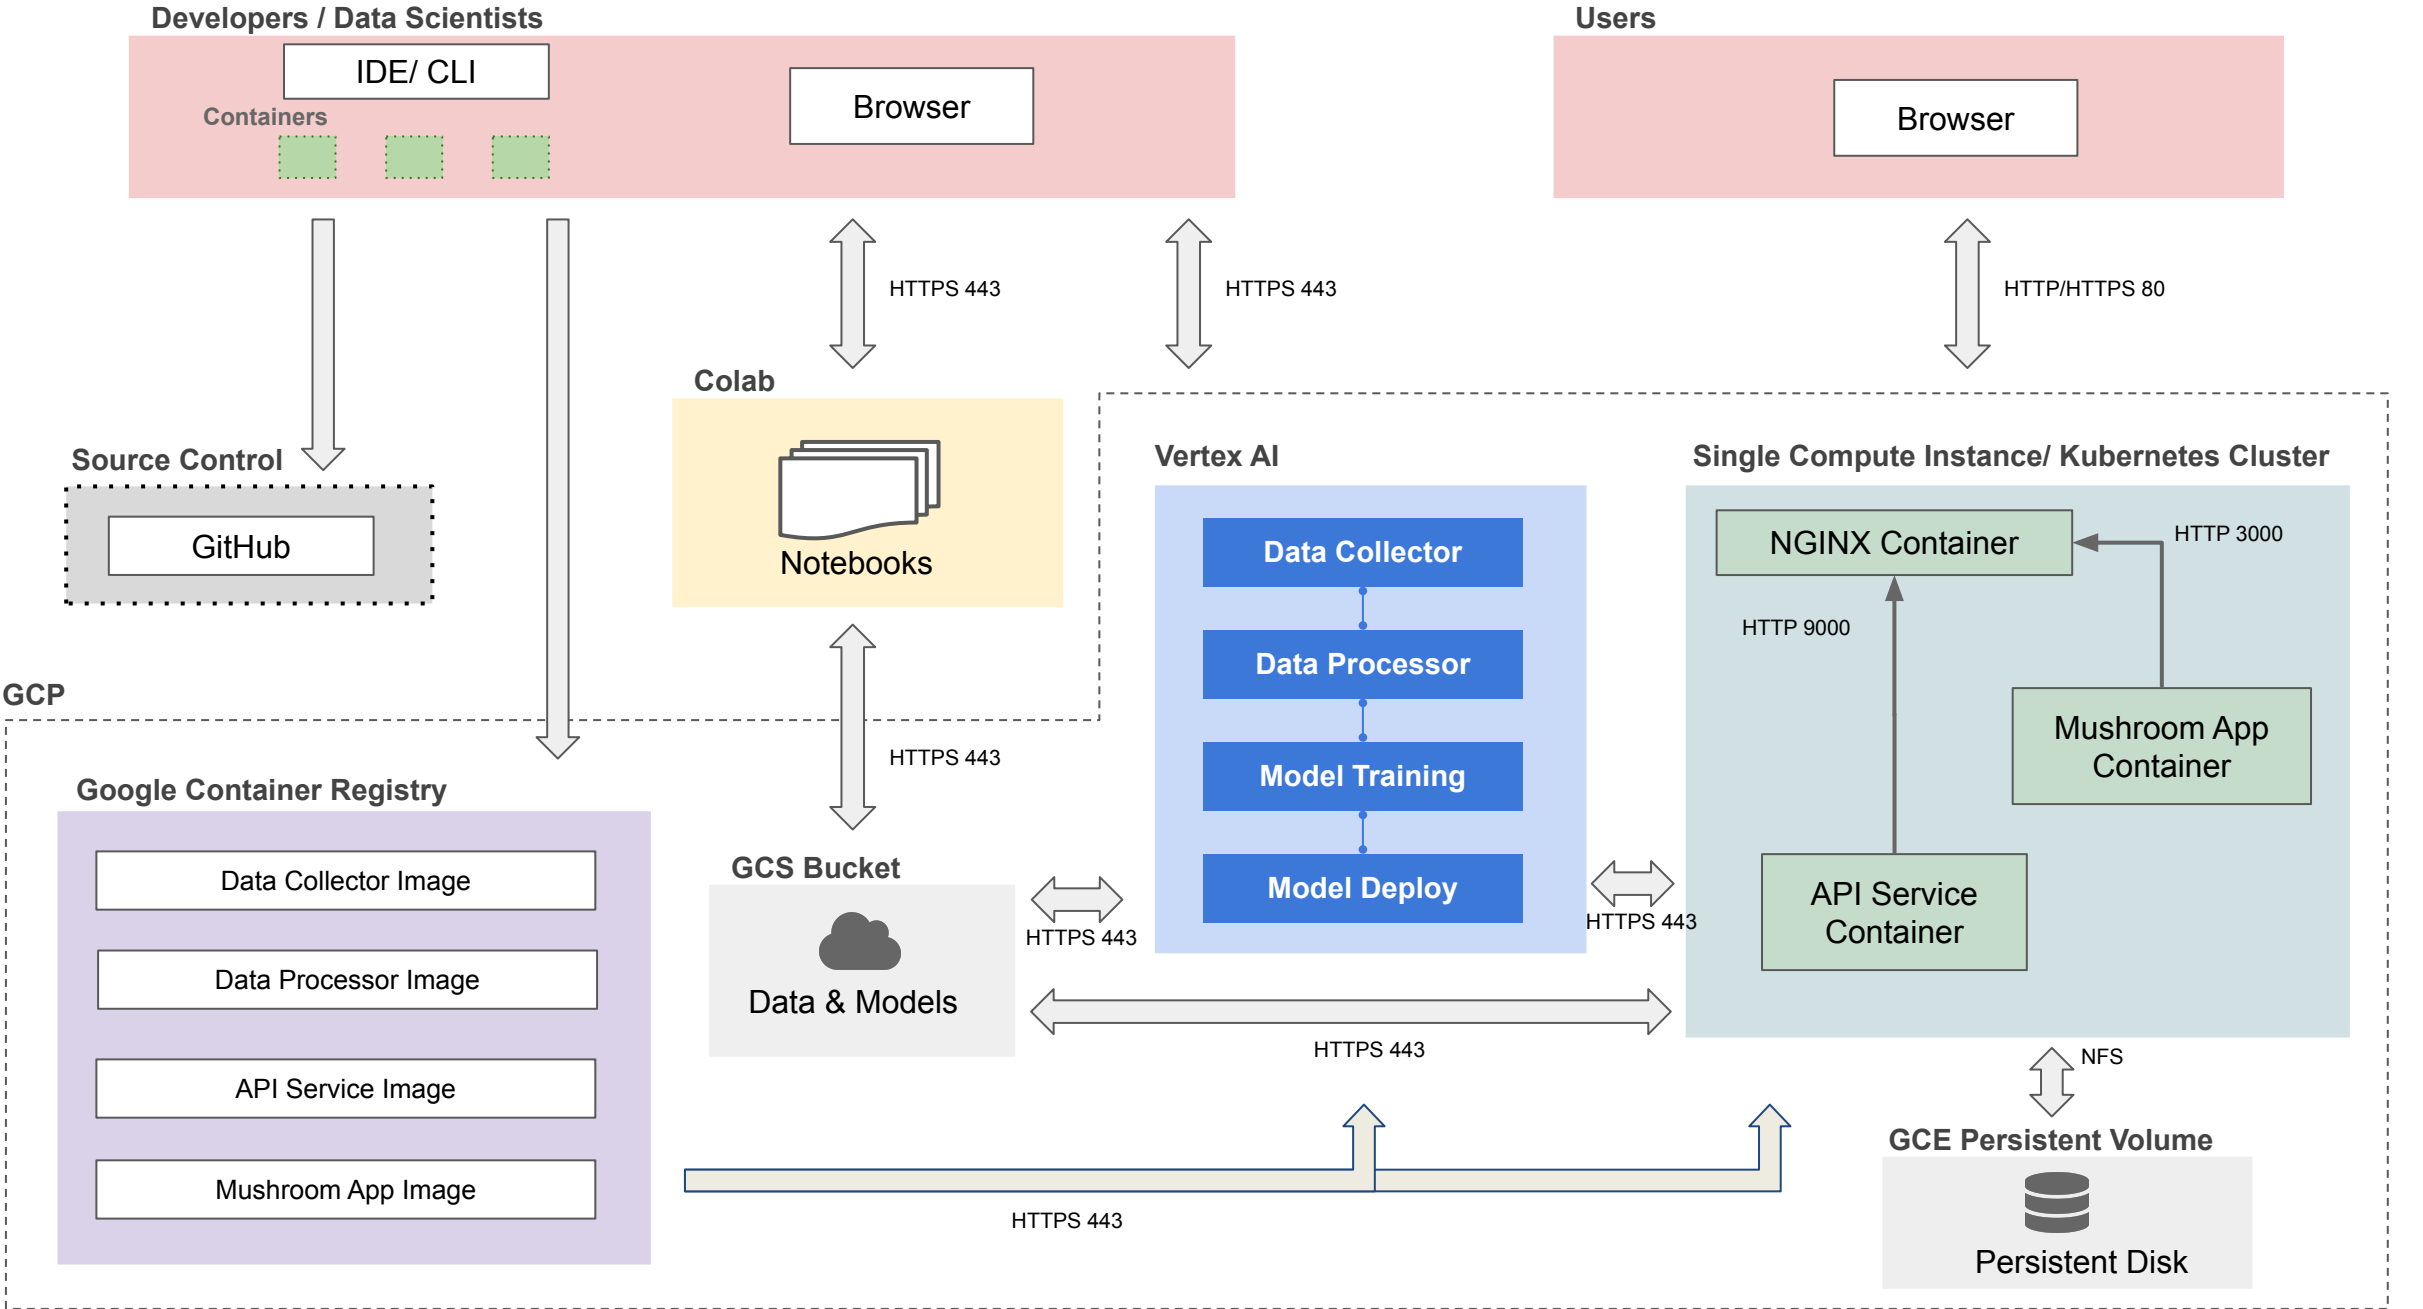 Developers / Data Scientists
Users
IDE/ CLI
Containers
Browser
Browser
HTTPS 443
HTTPS 443
HTTP/HTTPS 80
Colab
Notebooks
Source Control
GitHub
Vertex AI
Data Collector
Data Processor
Model Training
Model Deploy
Single Compute Instance/ Kubernetes Cluster
NGINX Container
HTTP 3000
HTTP 9000
Mushroom App
Container
API Service
Container
GCP
HTTPS 443
Google Container Registry
Data Collector Image
Data Processor Image
API Service Image
Mushroom App Image
GCS Bucket
Data & Models
HTTPS 443
HTTPS 443
HTTPS 443
NFS
GCE Persistent Volume
Persistent Disk
HTTPS 443